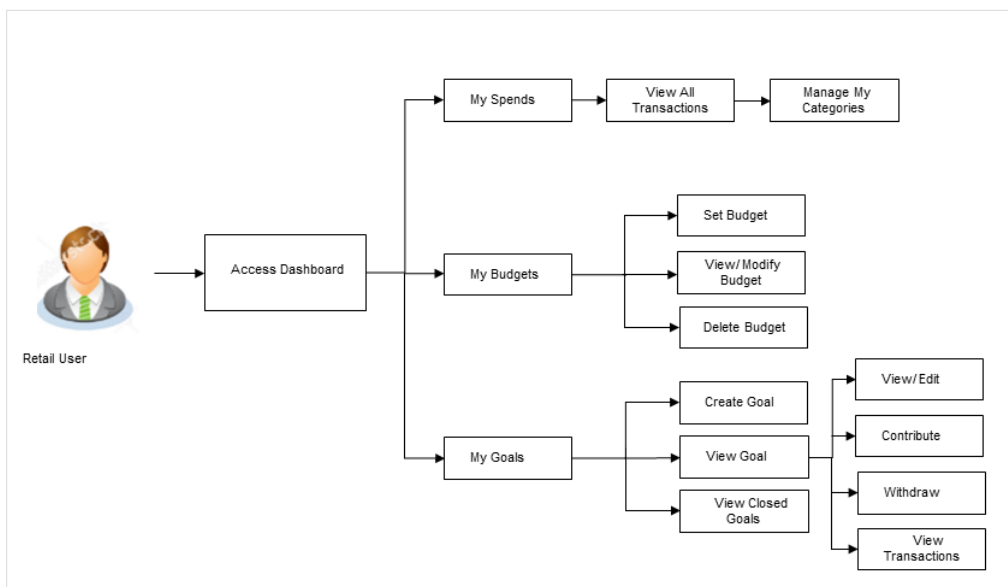 My Spends
View All
Transactions
Manage My
Categories
Set Budget
Access Dashboard
My Budgets
View/Modify
Budget
Delete Budget
Retail User
View/Edit
Create Goal
Contribute
My Goals
View Goal
Withdraw
View Closed
Goals
View
Transactions